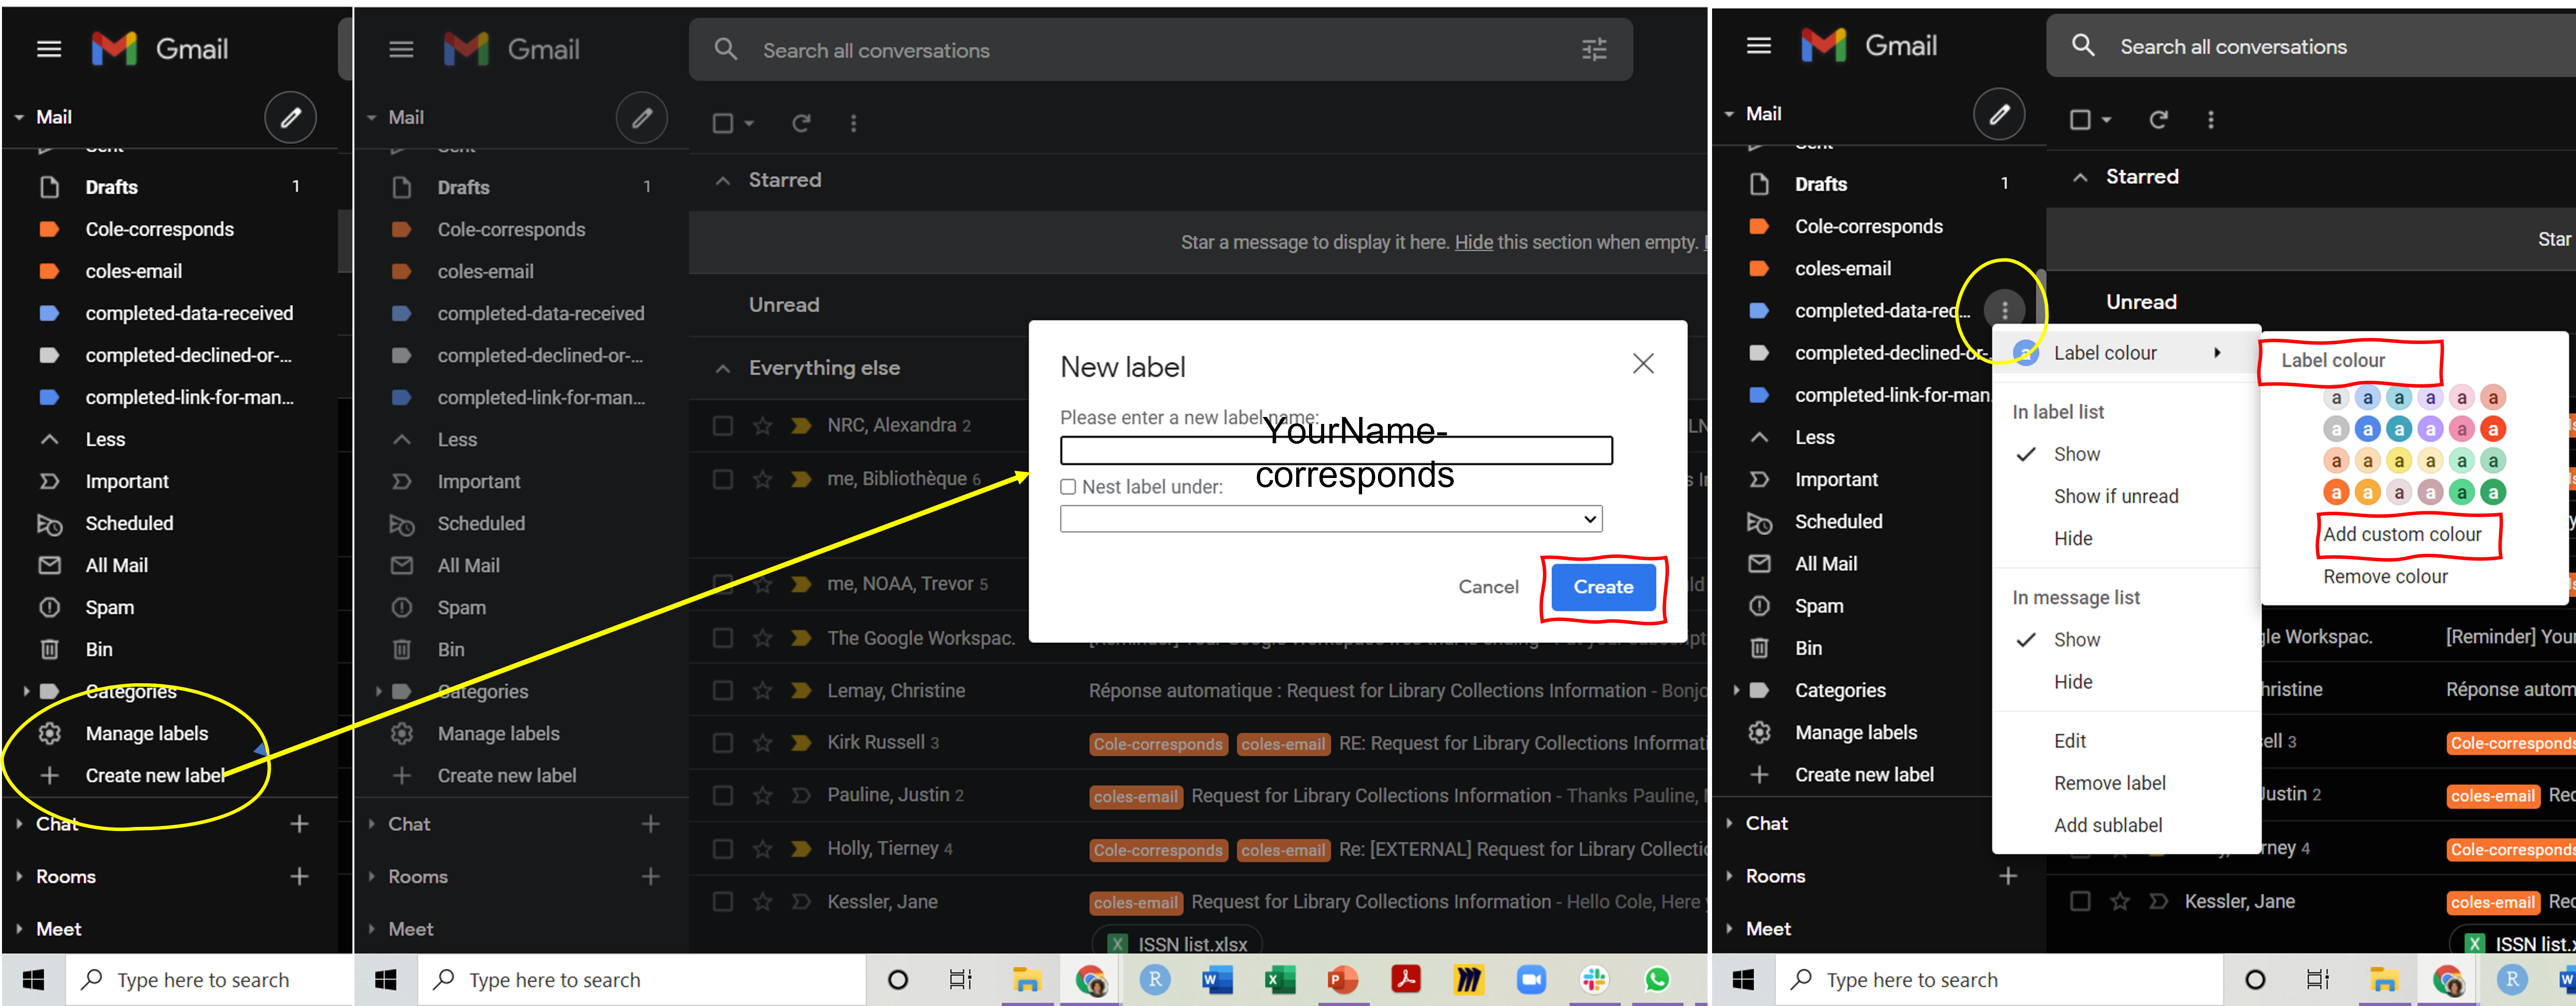 Gmail
Mail
Drafts 1
Cole-corresponds
coles-email
completed-data-received
completed-declined-or-...
completed-link-for-man...
Less
Important
Scheduled
All Mail
Spam
Bin
Categories
Manage labels
Create new label
Chat
Rooms
Meet
Type here to search
Gmail
Search all conversations
Mail
Drafts 1
Cole-corresponds
coles-email
completed-data-received
completed-declined-or-...
completed-link-for-man...
Less
Important
Scheduled
All Mail
Spam
Bin
Categories
Manage labels
Create new label
Chat
Rooms
Meet
Starred
Star a message to display it here. Hide this section when empty.
Unread
Everything else
NRC, Alexandra 2
me, Bibliothèque 6
me, NOAA, Trevor 5
The Google Workspac.
Lemay, Christine Réponse automatique : Request for Library Collections Information - Bonjo
Kirk Russell 3 Cole-corresponds coles-email RE: Request for Library Collections Informati
Pauline, Justin 2 coles-email Request for Library Collections Information - Thanks Pauline,
Holly, Tierney 4 Cole-corresponds coles-email Re: [EXTERNAL] Request for Library Collectio
Kessler, Jane coles-email Request for Library Collections Information - Hello Cole, Here
ISSN list.xlsx
New label
Please enter a new label name:
YourName-
corresponds
Nest label under:
Cancel Create
Type here to search
Gmail
Search all conversations
Mail
Drafts 1
Cole-corresponds
coles-email
completed-data-rec...
completed-declined-or-
completed-link-for-man
Less
Important
Scheduled
All Mail
Spam
Bin
Categories
Manage labels
Create new label
Chat
Rooms
Meet
Starred
Star
Unread
a Label colour
In label list
Show
Show if unread
Hide
In message list
Show
Hide
Edit
Remove label
Add sublabel
Label colour
a a a a a a
a a a a a a
a a a a a a
a a a a a a
Add custom colour
Remove colour
gle Workspac. [Reminder] Your
hristine Réponse autom
sell 3 Cole-corresponds
Justin 2 coles-email Rec
rney 4 Cole-corresponds
Kessler, Jane coles-email Rec
ISSN list.x
Type here to search